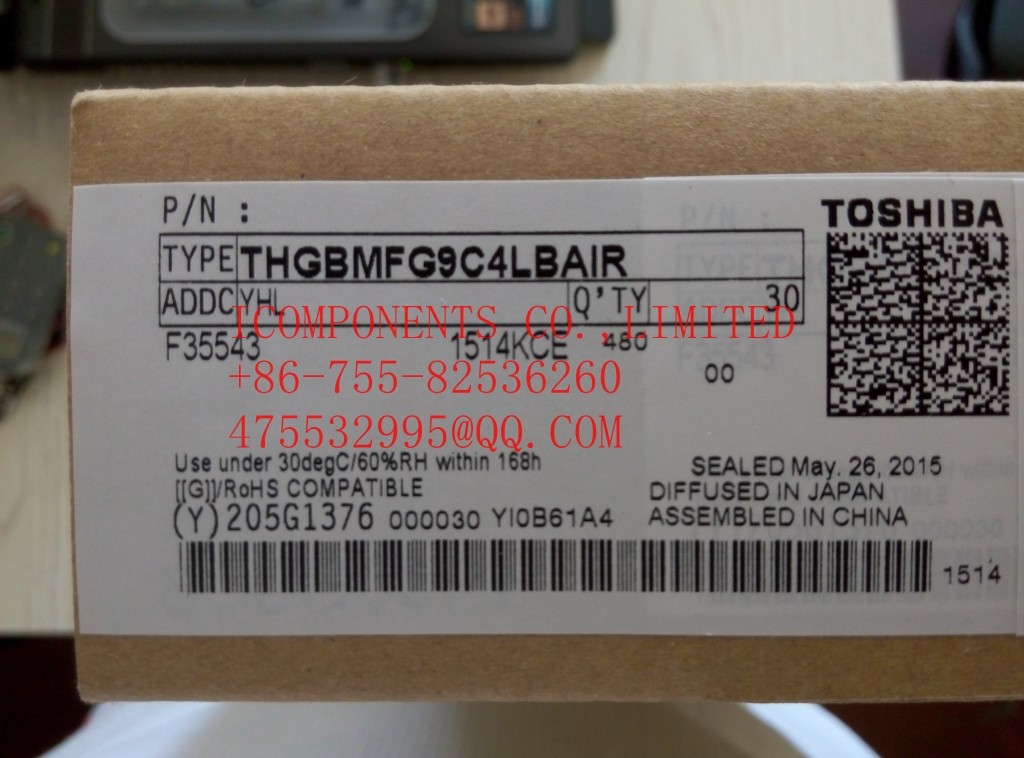 P/N :
TOSHIBA
TYPE THGBMFG9C4LBAIR
ADDC YHL Q'TY 30
ICOMPONENTS CO.,LIMITED
F35543 1514KCE 480
00
+86-755-82536260
475532995@QQ.COM
Use under 30degC/60%RH within 168h
SEALED May. 26, 2015
[[G]]/RoHS COMPATIBLE
DIFFUSED IN JAPAN
(Y) 205G1376 000030 YI0B61A4
ASSEMBLED IN CHINA
1514